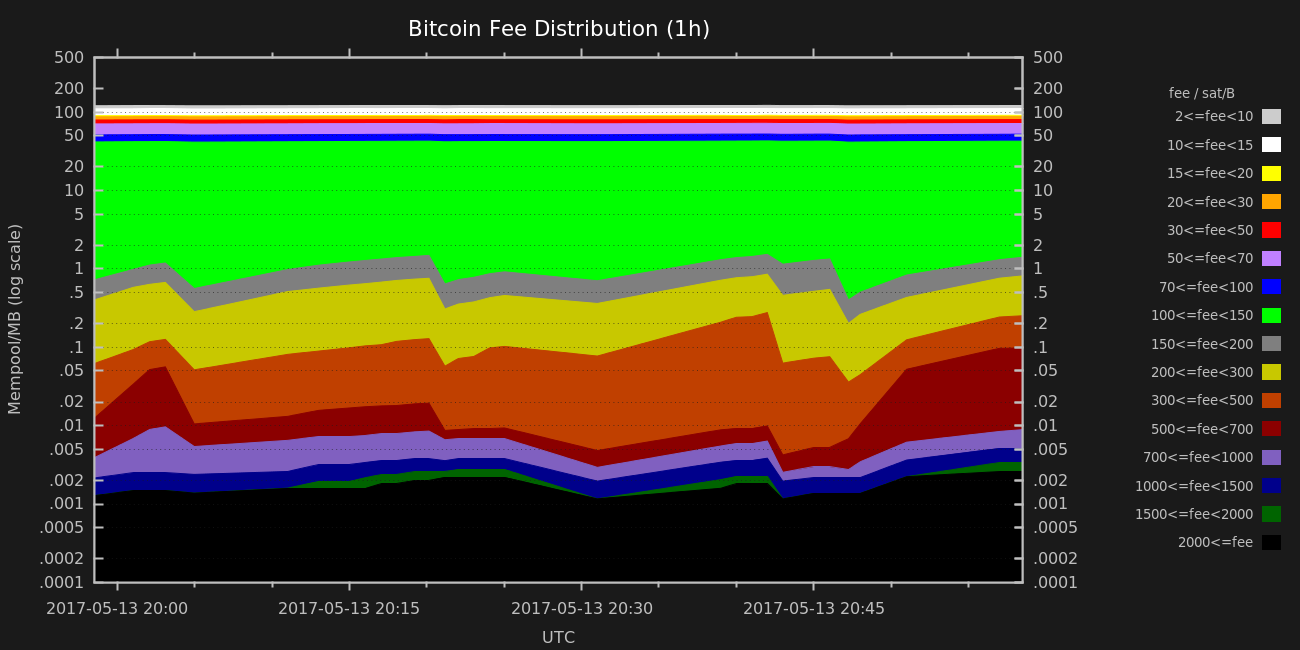 Bitcoin Fee Distribution (1h)
Mempool/MB (log scale)
500
200
100
50
20
10
5
2
1
.5
.2
.1
.05
.02
.01
.005
.002
.001
.0005
.0002
.0001
500
200
100
50
20
10
5
2
1
.5
.2
.1
.05
.02
.01
.005
.002
.001
.0005
.0002
.0001
2017-05-13 20:00
2017-05-13 20:15
2017-05-13 20:30
2017-05-13 20:45
UTC
fee / sat/B
2<=fee<10
10<=fee<15
15<=fee<20
20<=fee<30
30<=fee<50
50<=fee<70
70<=fee<100
100<=fee<150
150<=fee<200
200<=fee<300
300<=fee<500
500<=fee<700
700<=fee<1000
1000<=fee<1500
1500<=fee<2000
2000<=fee